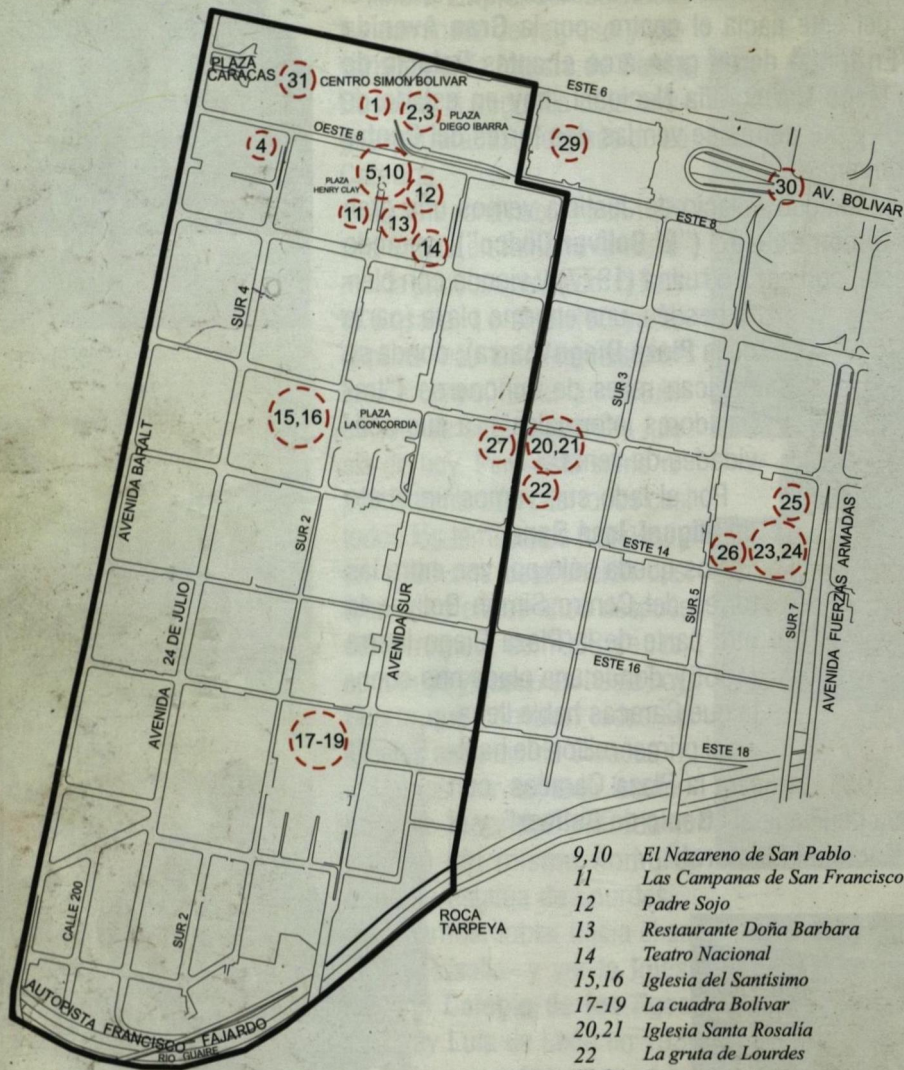 PLAZA
CARACAS
31
CENTRO SIMON BOLIVAR
1
2,3
PLAZA
DIEGO IBARRA
ESTE 6
29
30
AV. BOLIVAR
OESTE 8
4
5,10
PLAZA
HENRY CLAY
12
11
13
14
ESTE 8
SUR 4
SUR 3
15,16
PLAZA
LA CONCORDIA
27
20,21
22
25
26
23,24
AVENIDA BARALT
SUR 2
ESTE 14
SUR 5
SUR 7
AVENIDA FUERZAS ARMADAS
AVENIDA 24 DE JULIO
AVENIDA SUR
ESTE 16
17-19
ESTE 18
CALLE 200
SUR 2
ROCA
TARPEYA
AUTOPISTA FRANCISCO - FAJARDO
RIO GUAIRE
9,10 El Nazareno de San Pablo
11 Las Campanas de San Francisco
12 Padre Sojo
13 Restaurante Doña Barbara
14 Teatro Nacional
15,16 Iglesia del Santísimo
17-19 La cuadra Bolívar
20,21 Iglesia Santa Rosalía
22 La gruta de Lourdes